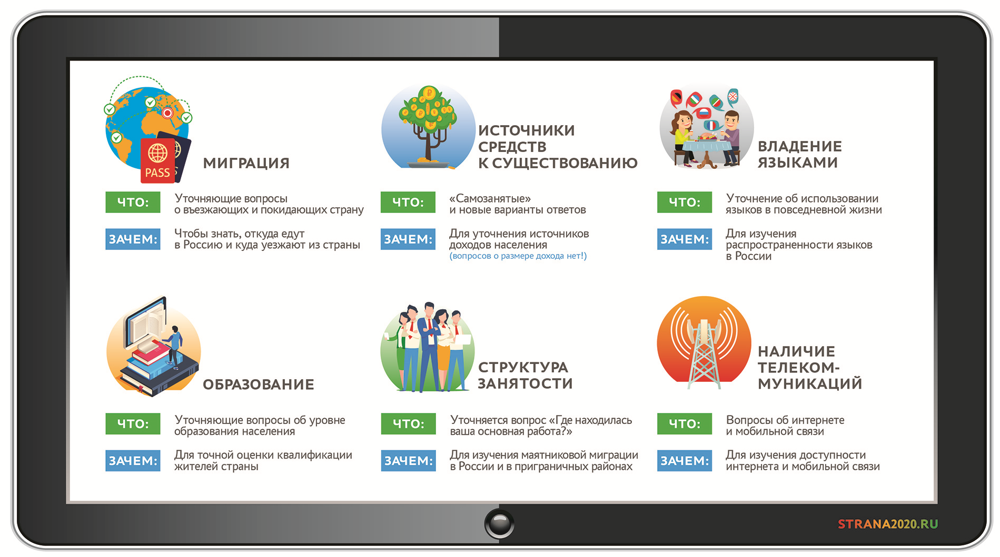 PASS
МИГРАЦИЯ
ЧТО:
Уточняющие вопросы
о въезжающих и покидающих страну
ЗАЧЕМ:
Чтобы знать, откуда едут
в Россию и куда уезжают из страны
ИСТОЧНИКИ
СРЕДСТВ
К СУЩЕСТВОВАНИЮ
ЧТО:
«Самозанятые»
и новые варианты ответов
ЗАЧЕМ:
Для уточнения источников
доходов населения
(вопросов о размере дохода нет!)
ВЛАДЕНИЕ
ЯЗЫКАМИ
ЧТО:
Уточнение об использовании
языков в повседневной жизни
ЗАЧЕМ:
Для изучения
распространенности языков
в России
ОБРАЗОВАНИЕ
ЧТО:
Уточняющие вопросы об уровне
образования населения
ЗАЧЕМ:
Для точной оценки квалификации
жителей страны
СТРУКТУРА
ЗАНЯТОСТИ
ЧТО:
Уточняется вопрос «Где находилась
ваша основная работа?»
ЗАЧЕМ:
Для изучения маятниковой миграции
в России и в приграничных районах
НАЛИЧИЕ
ТЕЛЕКОМ-
МУНИКАЦИЙ
ЧТО:
Вопросы об интернете
и мобильной связи
ЗАЧЕМ:
Для изучения доступности
интернета и мобильной связи
STRANA2020.RU